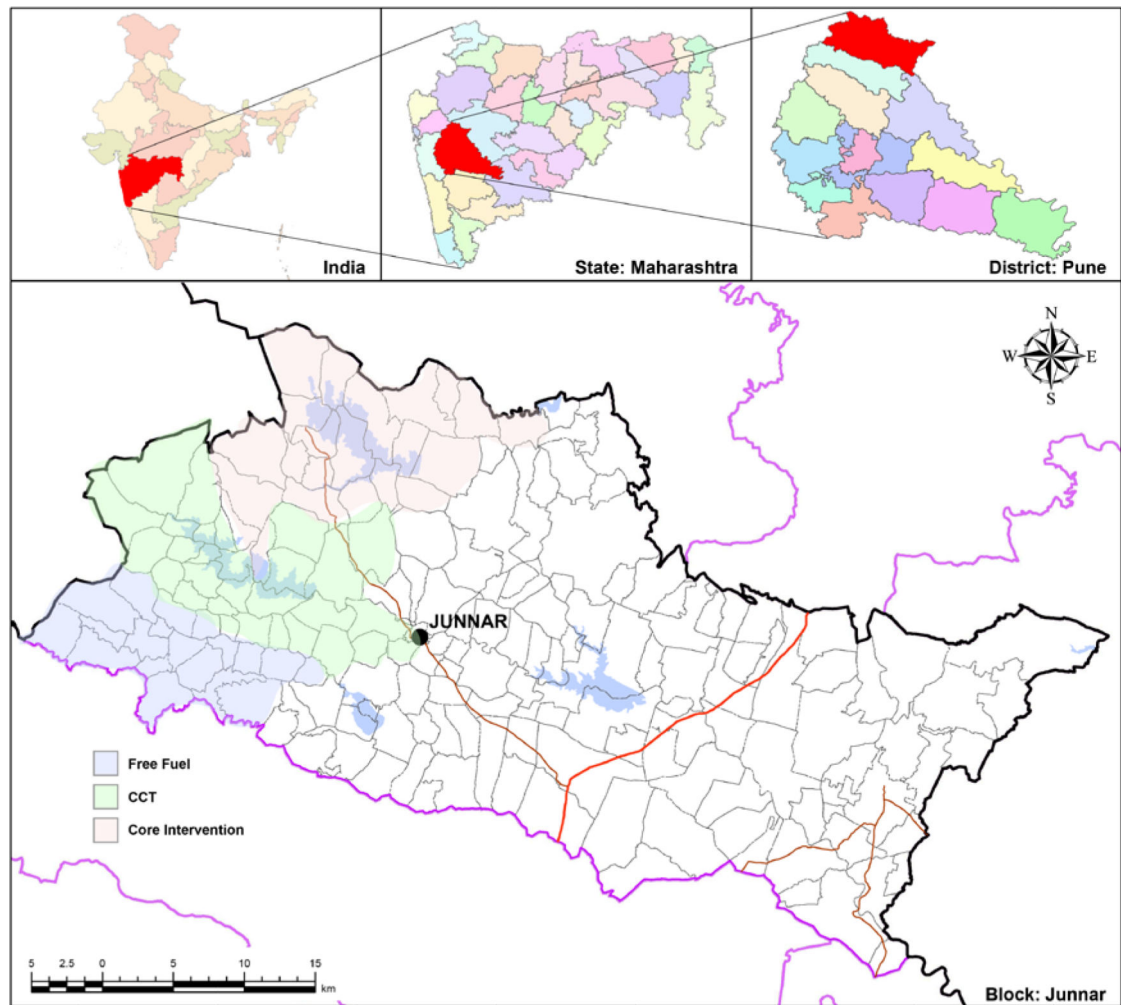 India
State: Maharashtra
District: Pune
N
W
E
S
JUNNAR
Free Fuel
CCT
Core Intervention
5 2.5 0 5 10 15
km
Block: Junnar